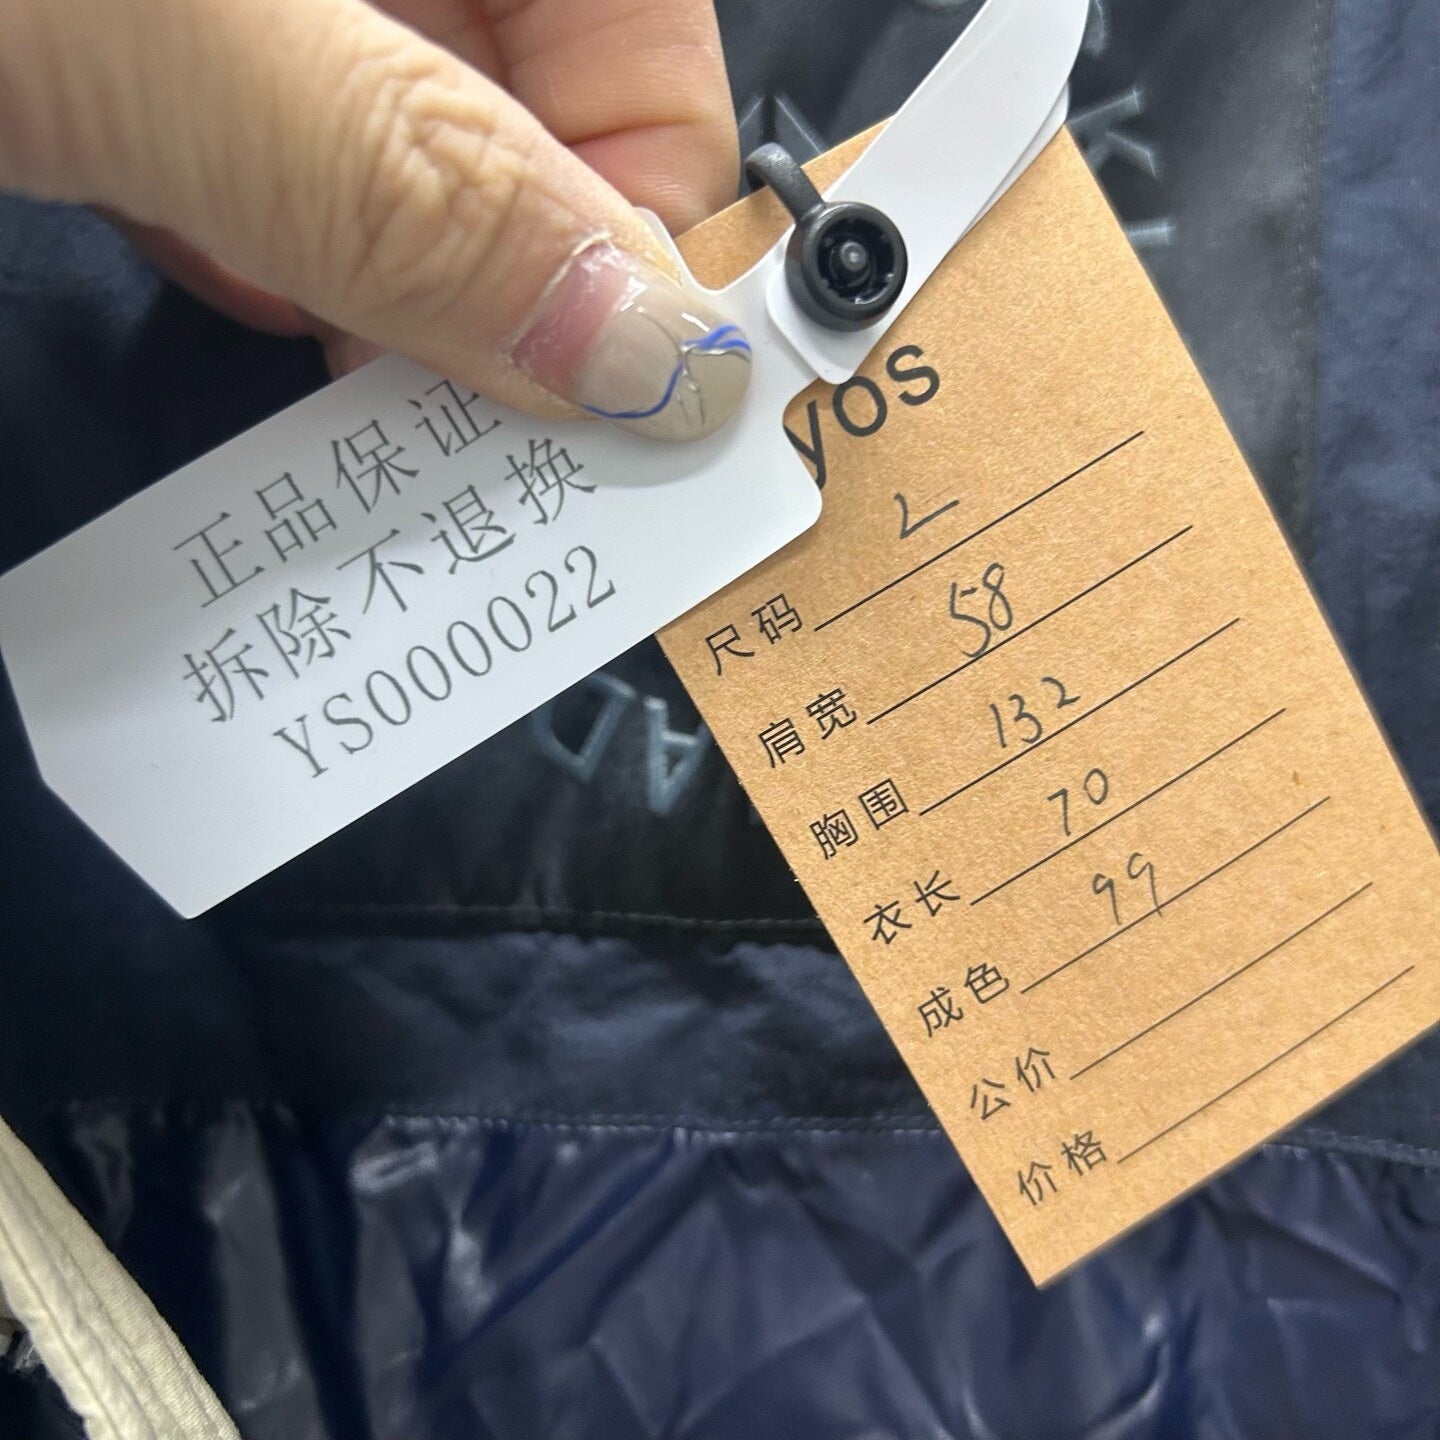 正品保证
拆除不退换
YS000022
yos
尺码 L
肩宽 58
胸围 132
衣长 70
成色 99
公价
价格